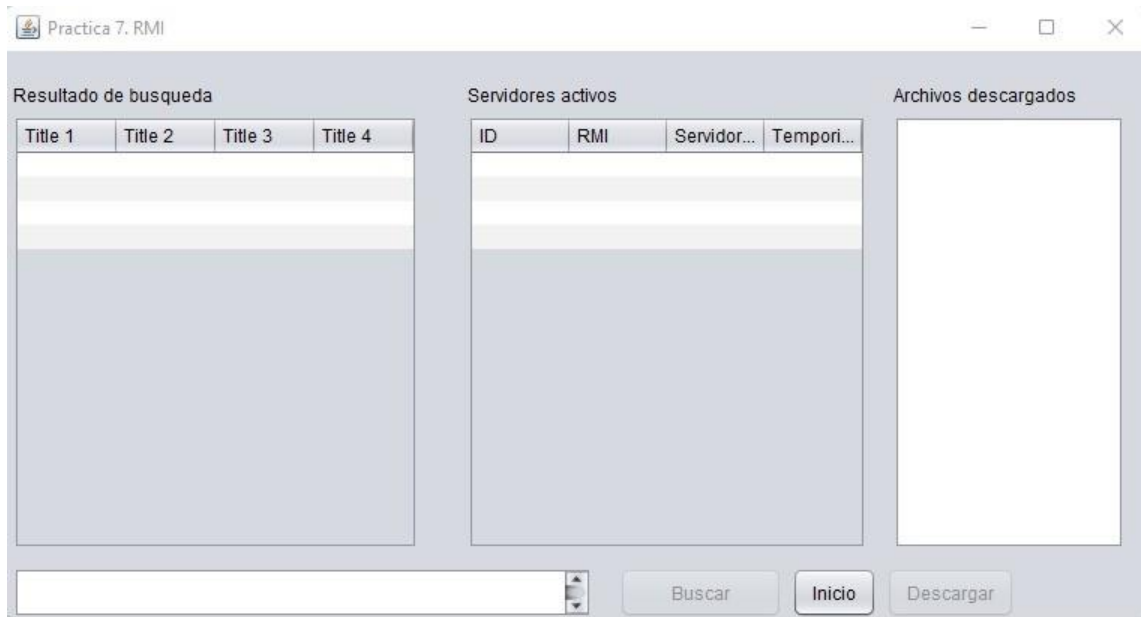 Practica 7. RMI
Resultado de busqueda
Servidores activos
Archivos descargados
Title 1 Title 2 Title 3 Title 4
ID RMI Servidor... Tempori...
Buscar Inicio Descargar